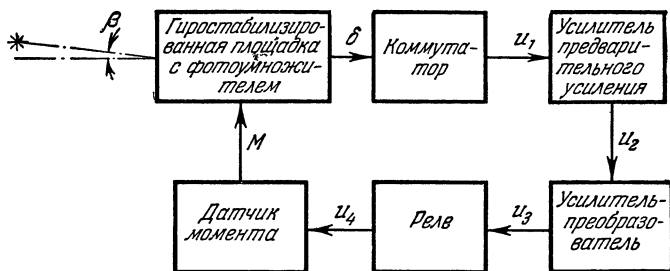 β
Гиростабилизиро-
ванная площадка
с фотоумножи-
телем
δ
Коммута-
тор
u₁
Усилитель
предвари-
тельного
усиления
M
u₂
Датчик
момента
u₄
Реле
u₃
Усилитель-
преобразо-
ватель